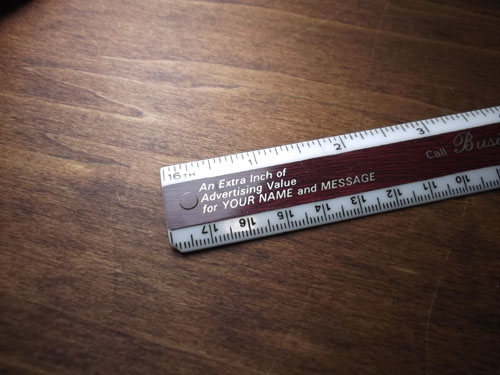 1 2 3
16TH
An Extra Inch of
Advertising Value
for YOUR NAME and MESSAGE
Call
17 16 15 14 13 12 11 10